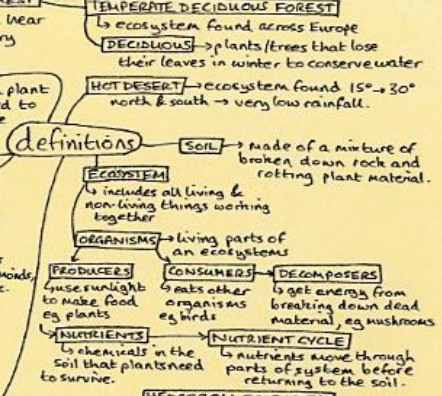 TEMPERATE DECIDUOUS FOREST
↳ ecosystem found across Europe
DECIDUOUS → plants/trees that lose
their leaves in winter to conserve water
near
plant
d to
HOT DESERT → ecosystem found 15° → 30°
north & south → very low rainfall.
definitions
SOIL → made of a mixture of
broken down rock and
rotting plant material.
ECOSYSTEM
↳ includes all living &
non-living things working
together
ORGANISMS → living parts of
an ecosystems
PRODUCERS
↳ use sunlight
to make food
eg plants
CONSUMERS →
↳ eats other
organisms
eg birds
DECOMPOSERS
↳ get energy from
breaking down dead
material, eg mushrooms
NUTRIENTS →
↳ chemicals in the
soil that plants need
to survive.
NUTRIENT CYCLE
↳ nutrients move through
parts of system before
returning to the soil.